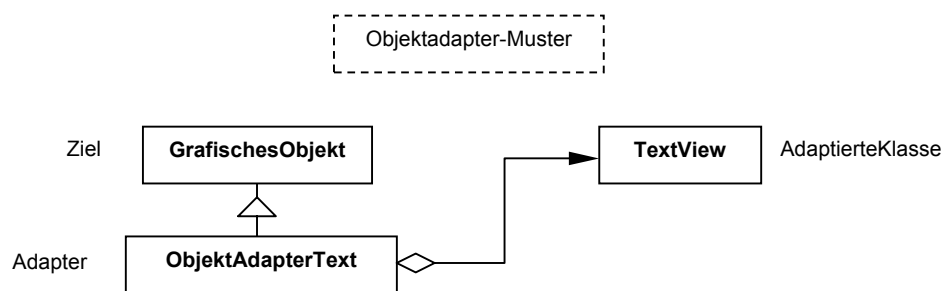 Objektadapter-Muster
Ziel
GrafischesObjekt
TextView
AdaptierteKlasse
Adapter
ObjektAdapterText